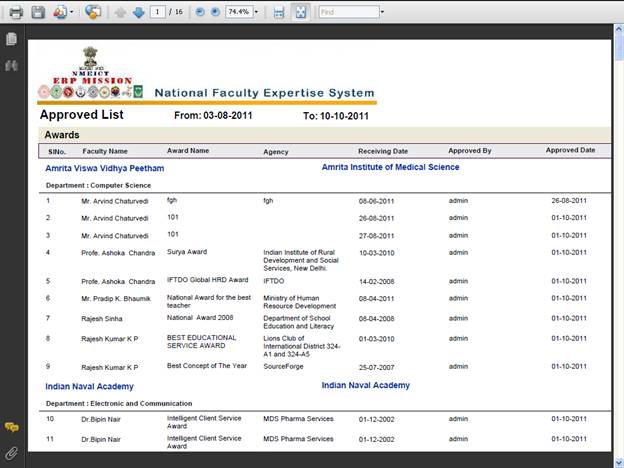 1 / 16 74.4% Find
NMEICT
ERP MISSION
National Faculty Expertise System
Approved List From: 03-08-2011 To: 10-10-2011
Awards
SlNo. Faculty Name Award Name Agency Receiving Date Approved By Approved Date
Amrita Viswa Vidhya Peetham Amrita Institute of Medical Science
Department : Computer Science
1 Mr. Arvind Chaturvedi fgh fgh 08-06-2011 admin 26-08-2011
2 Mr. Arvind Chaturvedi 101 26-08-2011 admin 01-10-2011
3 Mr. Arvind Chaturvedi 101 27-08-2011 admin 01-10-2011
4 Profe. Ashoka Chandra Surya Award Indian Institute of Rural 10-03-2010 admin 01-10-2011
Development and Social
Services, New Delhi.
5 Profe. Ashoka Chandra IFTDO Global HRD Award IFTDO 14-02-2008 admin 01-10-2011
6 Mr. Pradip K. Bhaumik National Award for the best Ministry of Human 08-04-2011 admin 01-10-2011
teacher Resource Development
7 Rajesh Sinha National Award 2008 Department of School 08-04-2008 admin 01-10-2011
Education and Literacy
8 Rajesh Kumar K P BEST EDUCATIONAL Lions Club of 01-03-2010 admin 01-10-2011
SERVICE AWARD International District 324-
A1 and 324-A5
9 Rajesh Kumar K P Best Concept of The Year SourceForge 25-07-2007 admin 01-10-2011
Indian Naval Academy Indian Naval Academy
Department : Electronic and Communication
10 Dr.Bipin Nair Intelligent Client Service MDS Pharma Services 01-12-2002 admin 01-10-2011
Award
11 Dr.Bipin Nair Intelligent Client Service MDS Pharma Services 01-12-2002 admin 01-10-2011
Award